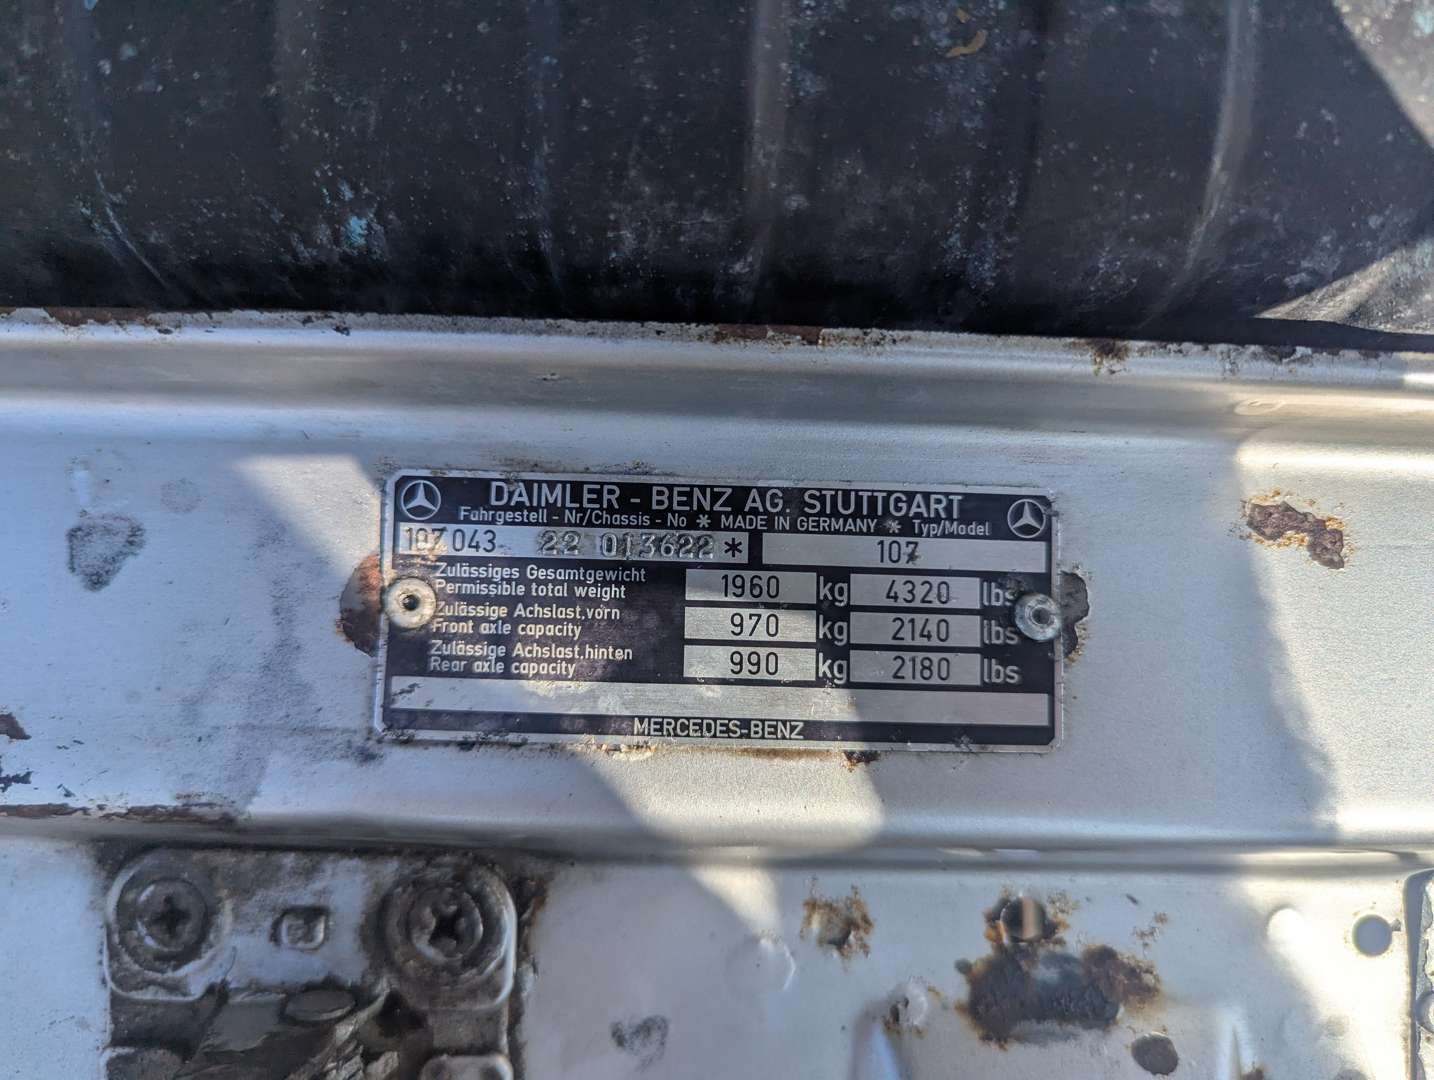 DAIMLER - BENZ AG. STUTTGART
Fahrgestell - Nr/Chassis - No * MADE IN GERMANY * Typ/Model
107 043 22 013622 * 107
Zulässiges Gesamtgewicht
Permissible total weight 1960 kg 4320 lbs
Zulässige Achslast,vorn
Front axle capacity 970 kg 2140 lbs
Zulässige Achslast,hinten
Rear axle capacity 990 kg 2180 lbs
MERCEDES-BENZ